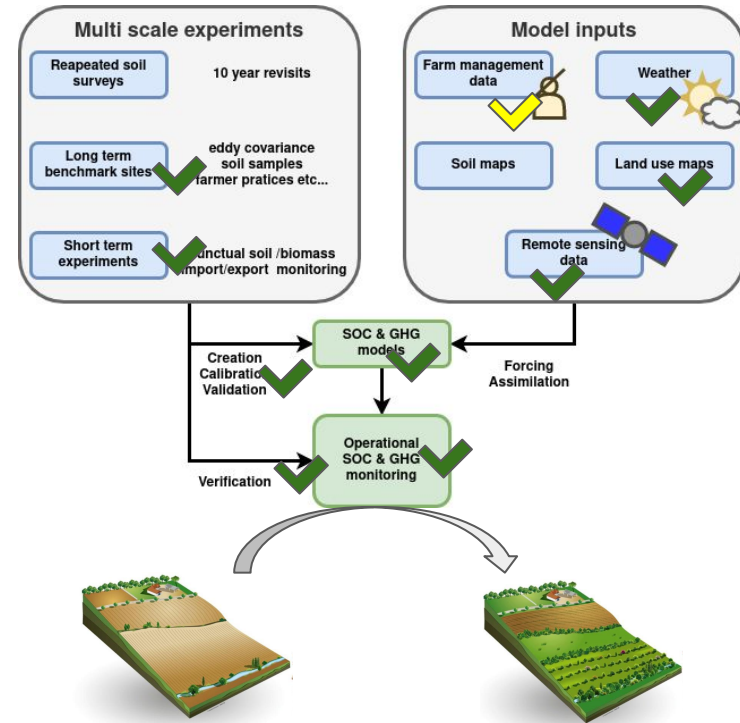 Multi scale experiments
Reapeated soil
surveys
10 year revisits
Long term
benchmark sites
eddy covariance
soil samples
farmer pratices etc...
Short term
experiments
unctual soil /biomass
import/export monitoring
Model inputs
Farm management
data
Weather
Soil maps
Land use maps
Remote sensing
data
SOC & GHG
models
Creation
Calibration
Validation
Forcing
Assimilation
Operational
SOC & GHG
monitoring
Verification